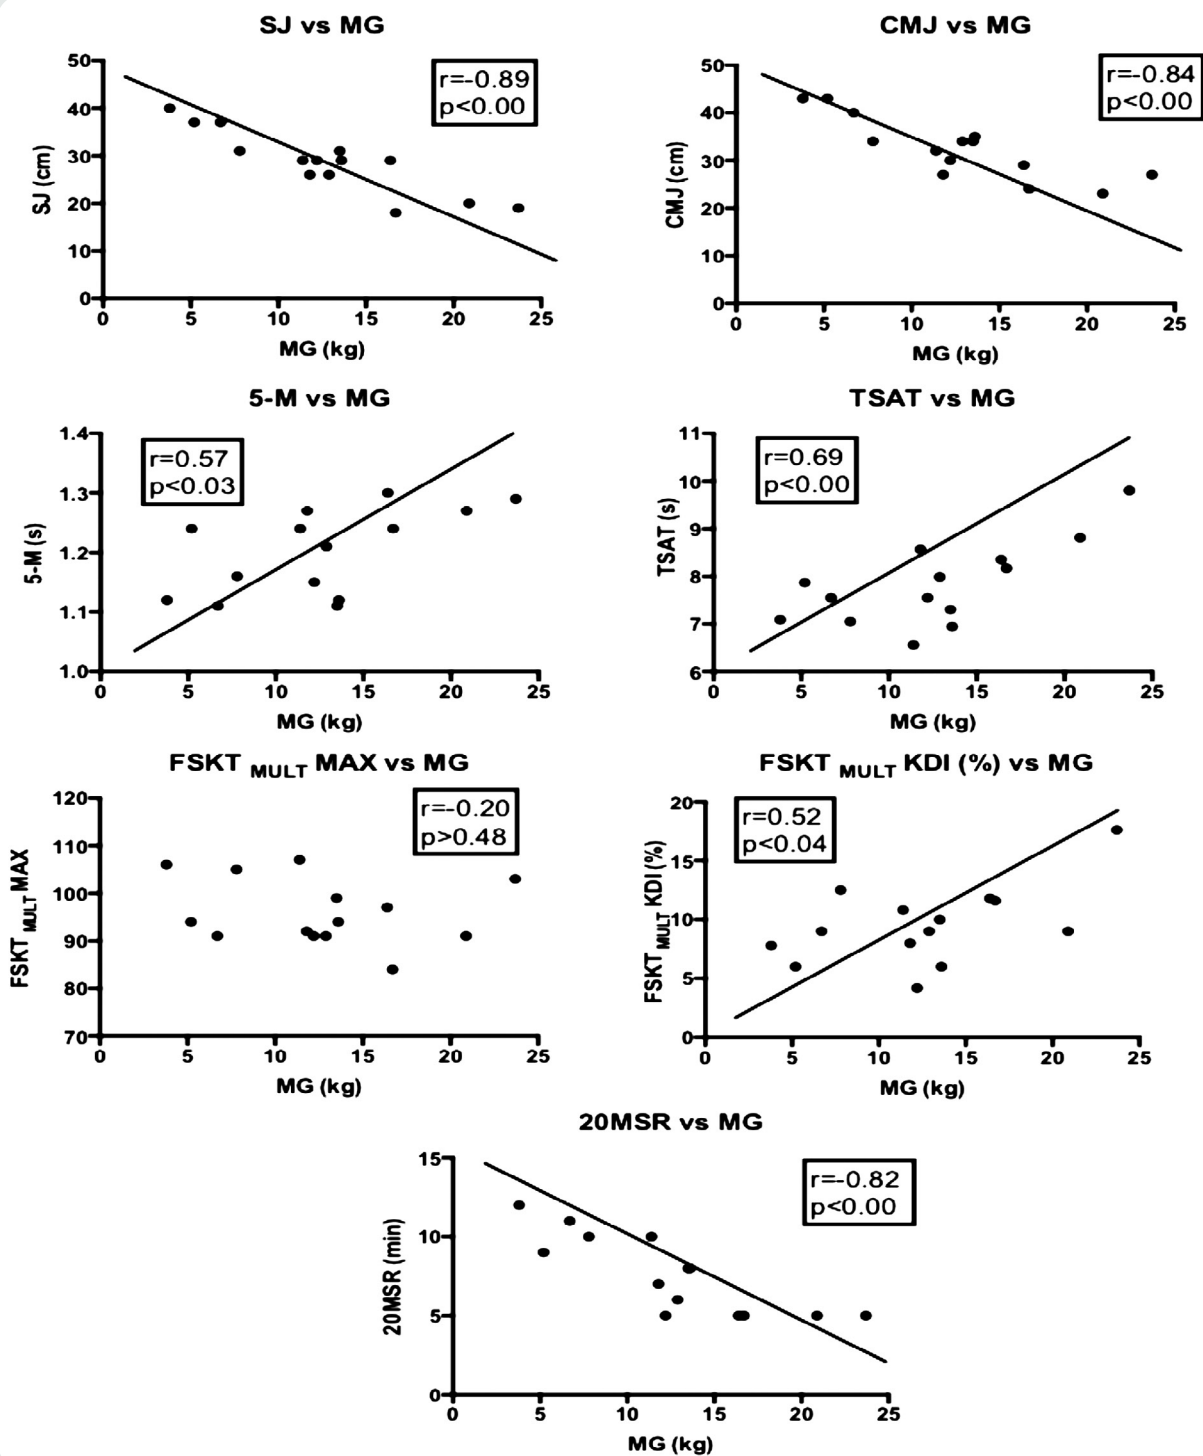 SJ vs MG
50
40
30
20
10
0
SJ (cm)
r=-0.89
p<0.00
0 5 10 15 20 25
MG (kg)
CMJ vs MG
50
40
30
20
10
0
CMJ (cm)
r=-0.84
p<0.00
0 5 10 15 20 25
MG (kg)
5-M vs MG
1.4
1.3
1.2
1.1
1.0
5-M (s)
r=0.57
p<0.03
0 5 10 15 20 25
MG (kg)
TSAT vs MG
11
10
9
8
7
6
TSAT (s)
r=0.69
p<0.00
0 5 10 15 20 25
MG (kg)
FSKT MULT MAX vs MG
120
110
100
90
80
70
FSKT MULT MAX
r=-0.20
p>0.48
0 5 10 15 20 25
MG (kg)
FSKT MULT KDI (%) vs MG
20
15
10
5
0
FSKT MULT KDI (%)
r=0.52
p<0.04
0 5 10 15 20 25
MG (kg)
20MSR vs MG
15
10
5
0
20MSR (min)
r=-0.82
p<0.00
0 5 10 15 20 25
MG (kg)